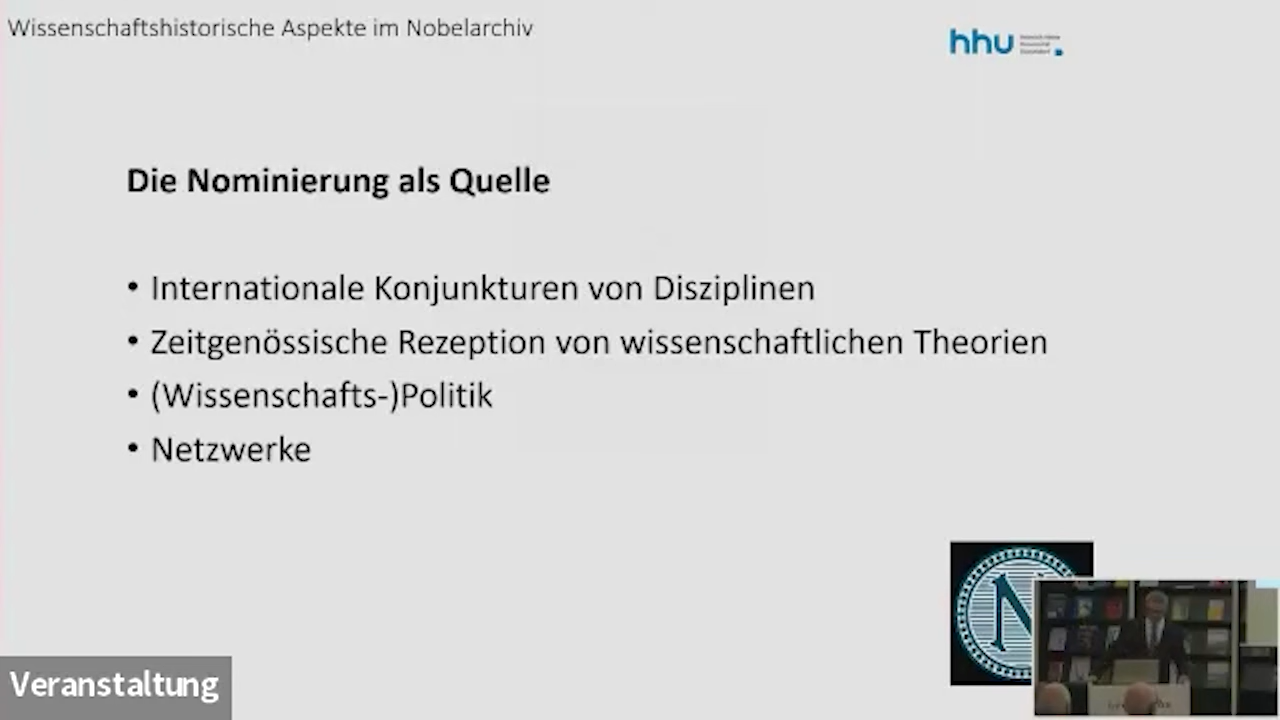 Wissenschaftshistorische Aspekte im Nobelarchiv
hhu
Die Nominierung als Quelle
• Internationale Konjunkturen von Disziplinen
• Zeitgenössische Rezeption von wissenschaftlichen Theorien
• (Wissenschafts-)Politik
• Netzwerke
N
Veranstaltung